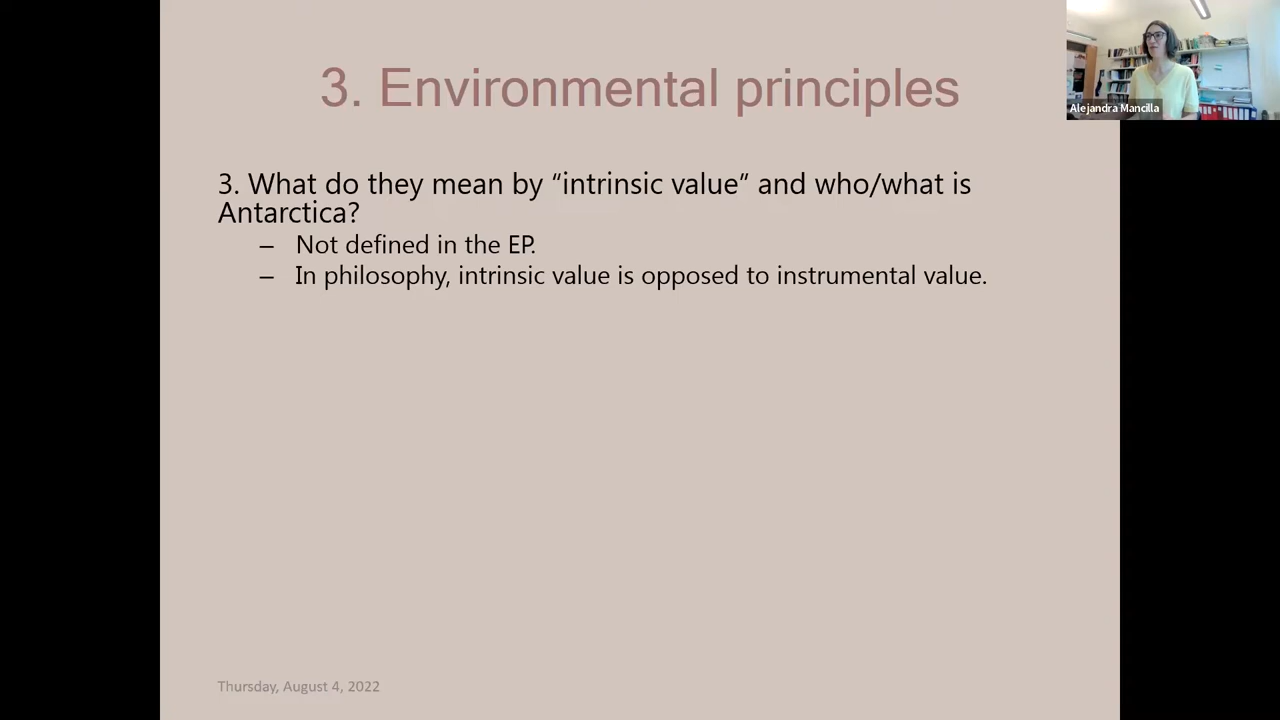 3. Environmental principles
Alejandra Mancilla
3. What do they mean by “intrinsic value” and who/what is
Antarctica?
– Not defined in the EP.
– In philosophy, intrinsic value is opposed to instrumental value.
Thursday, August 4, 2022